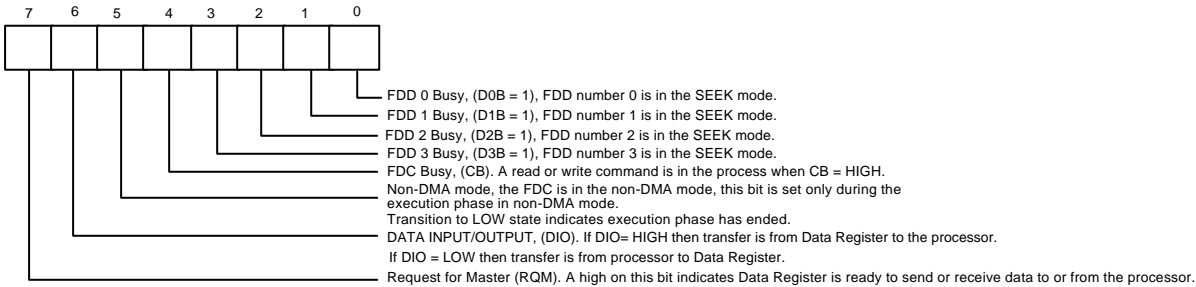 7 6 5 4 3 2 1 0
FDD 0 Busy, (D0B = 1), FDD number 0 is in the SEEK mode.
FDD 1 Busy, (D1B = 1), FDD number 1 is in the SEEK mode.
FDD 2 Busy, (D2B = 1), FDD number 2 is in the SEEK mode.
FDD 3 Busy, (D3B = 1), FDD number 3 is in the SEEK mode.
FDC Busy, (CB). A read or write command is in the process when CB = HIGH.
Non-DMA mode, the FDC is in the non-DMA mode, this bit is set only during the
execution phase in non-DMA mode.
Transition to LOW state indicates execution phase has ended.
DATA INPUT/OUTPUT, (DIO). If DIO= HIGH then transfer is from Data Register to the processor.
If DIO = LOW then transfer is from processor to Data Register.
Request for Master (RQM). A high on this bit indicates Data Register is ready to send or receive data to or from the processor.